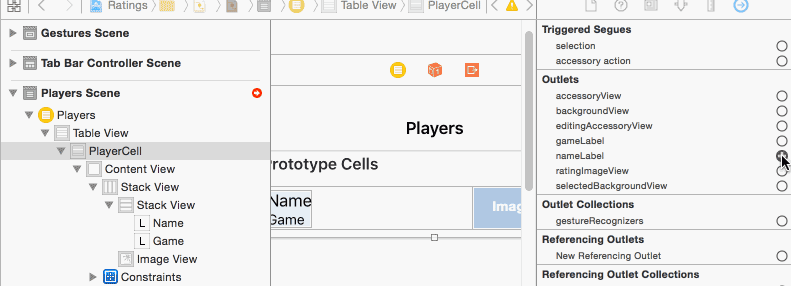 Ratings
Table View
PlayerCell
Gestures Scene
Tab Bar Controller Scene
Players Scene
Players
Table View
PlayerCell
Content View
Stack View
Stack View
L Name
L Game
Image View
Constraints
Players
Prototype Cells
Name
Game
Imag
Triggered Segues
selection
accessory action
Outlets
accessoryView
backgroundView
editingAccessoryView
gameLabel
nameLabel
ratingImageView
selectedBackgroundView
Outlet Collections
gestureRecognizers
Referencing Outlets
New Referencing Outlet
Referencing Outlet Collections